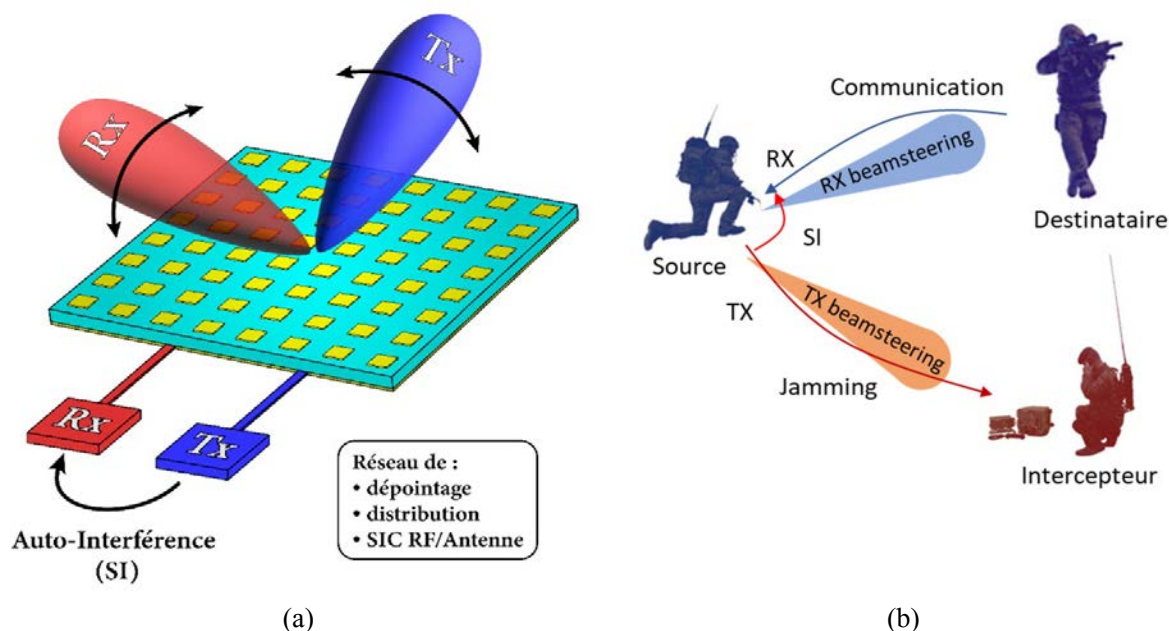 Rx
Tx
Rx
Tx
Auto-Interférence
(SI)
Réseau de :
• dépointage
• distribution
• SIC RF/Antenne
(a)
Communication
RX
RX beamsteering
SI
Source
Destinataire
TX
TX beamsteering
Jamming
Intercepteur
(b)